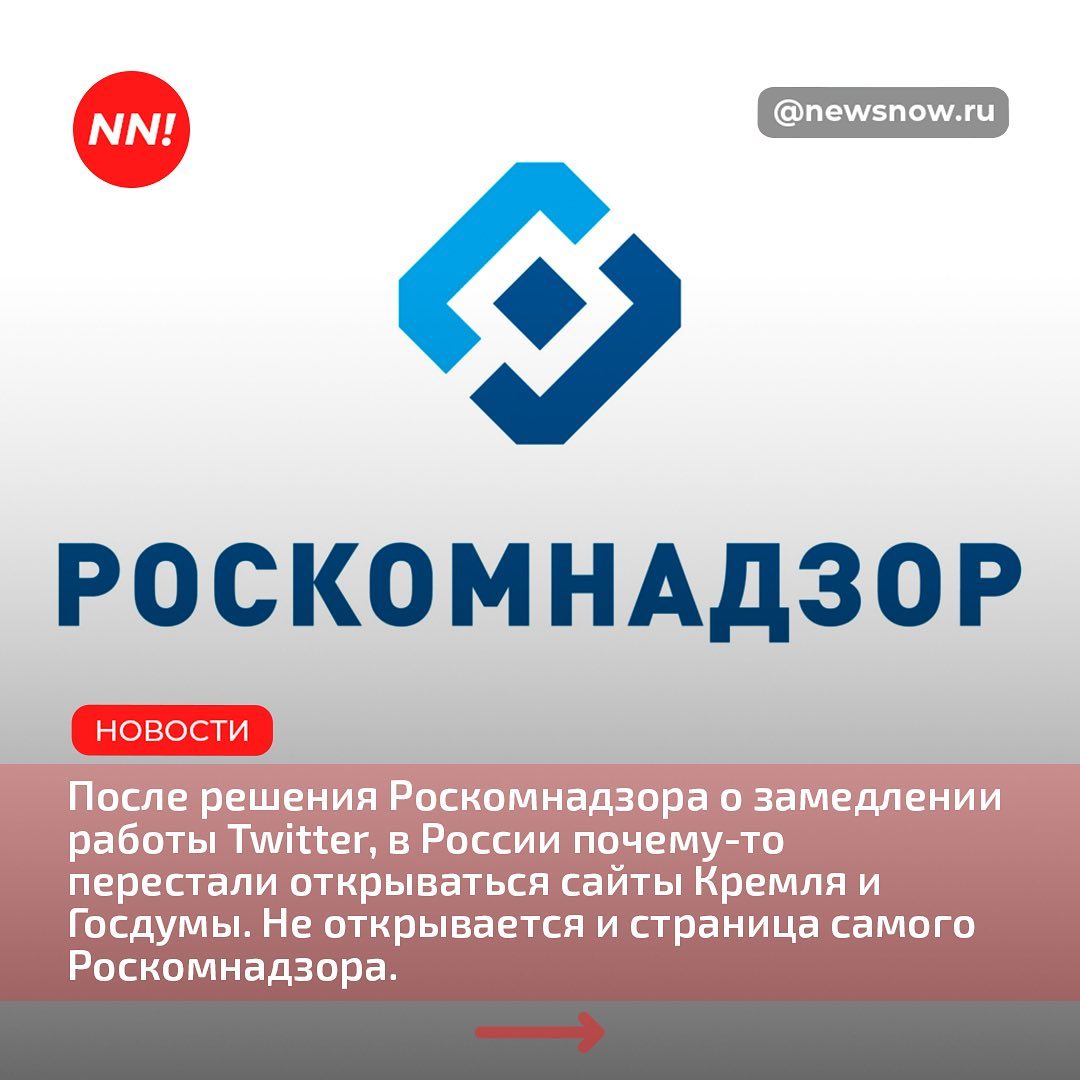 NN!
@newsnow.ru
РОСКОМНАДЗОР
НОВОСТИ
После решения Роскомнадзора о замедлении
работы Twitter, в России почему-то
перестали открываться сайты Кремля и
Госдумы. Не открывается и страница самого
Роскомнадзора.